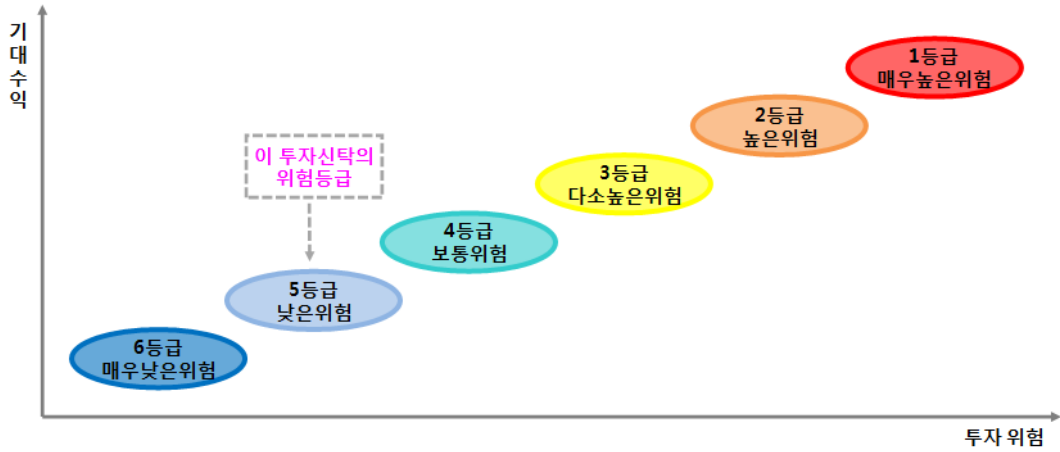 기대수익
1등급
매우높은위험
2등급
높은위험
이 투자신탁의
위험등급
3등급
다소높은위험
4등급
보통위험
5등급
낮은위험
6등급
매우낮은위험
투자 위험